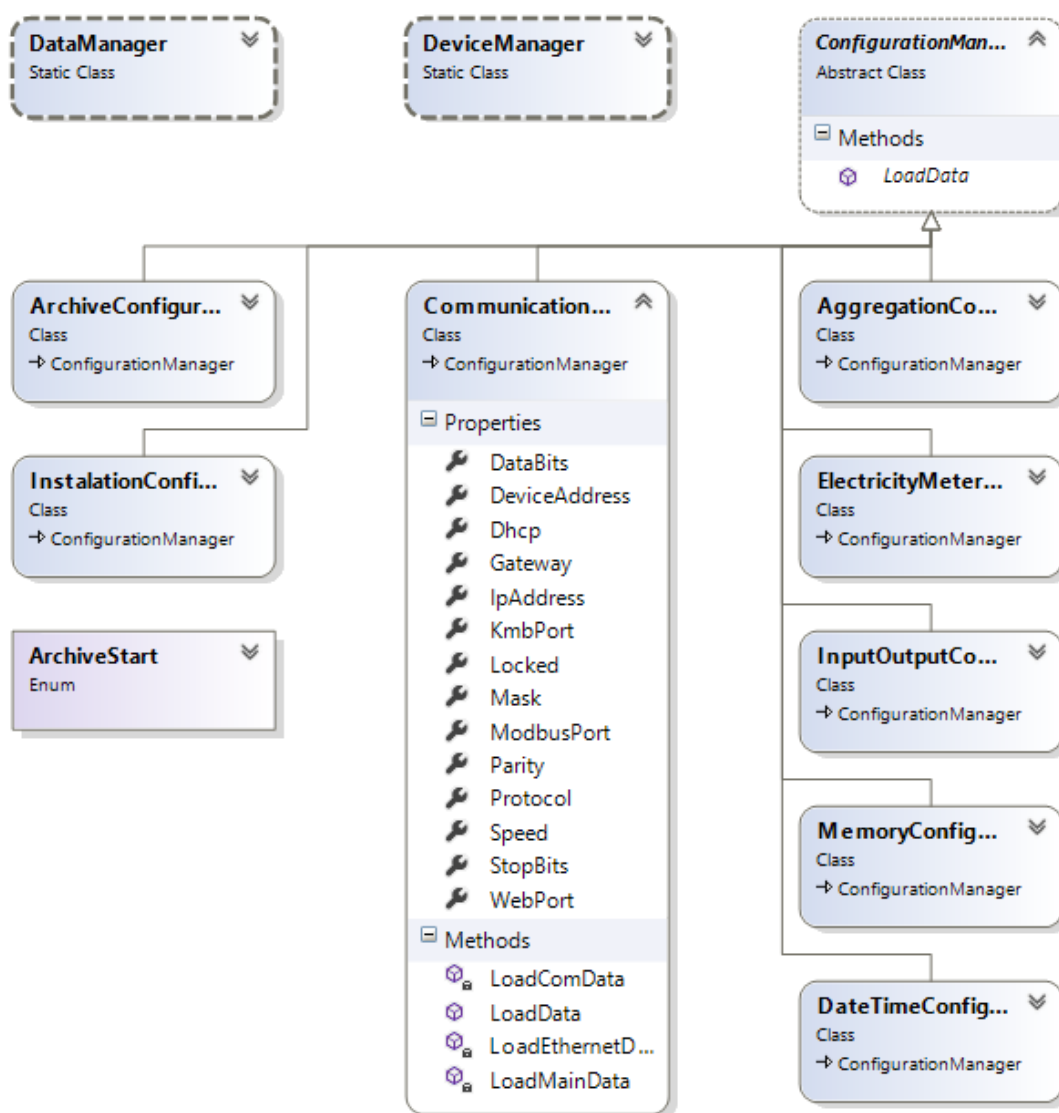 DataManager
Static Class
DeviceManager
Static Class
ConfigurationMan...
Abstract Class
Methods
LoadData
ArchiveConfigur...
Class
ConfigurationManager
InstalationConfi...
Class
ConfigurationManager
ArchiveStart
Enum
Communication...
Class
ConfigurationManager
Properties
DataBits
DeviceAddress
Dhcp
Gateway
IpAddress
KmbPort
Locked
Mask
ModbusPort
Parity
Protocol
Speed
StopBits
WebPort
Methods
LoadComData
LoadData
LoadEthernetD...
LoadMainData
AggregationCo...
Class
ConfigurationManager
ElectricityMeter...
Class
ConfigurationManager
InputOutputCo...
Class
ConfigurationManager
MemoryConfig...
Class
ConfigurationManager
DateTimeConfig...
Class
ConfigurationManager